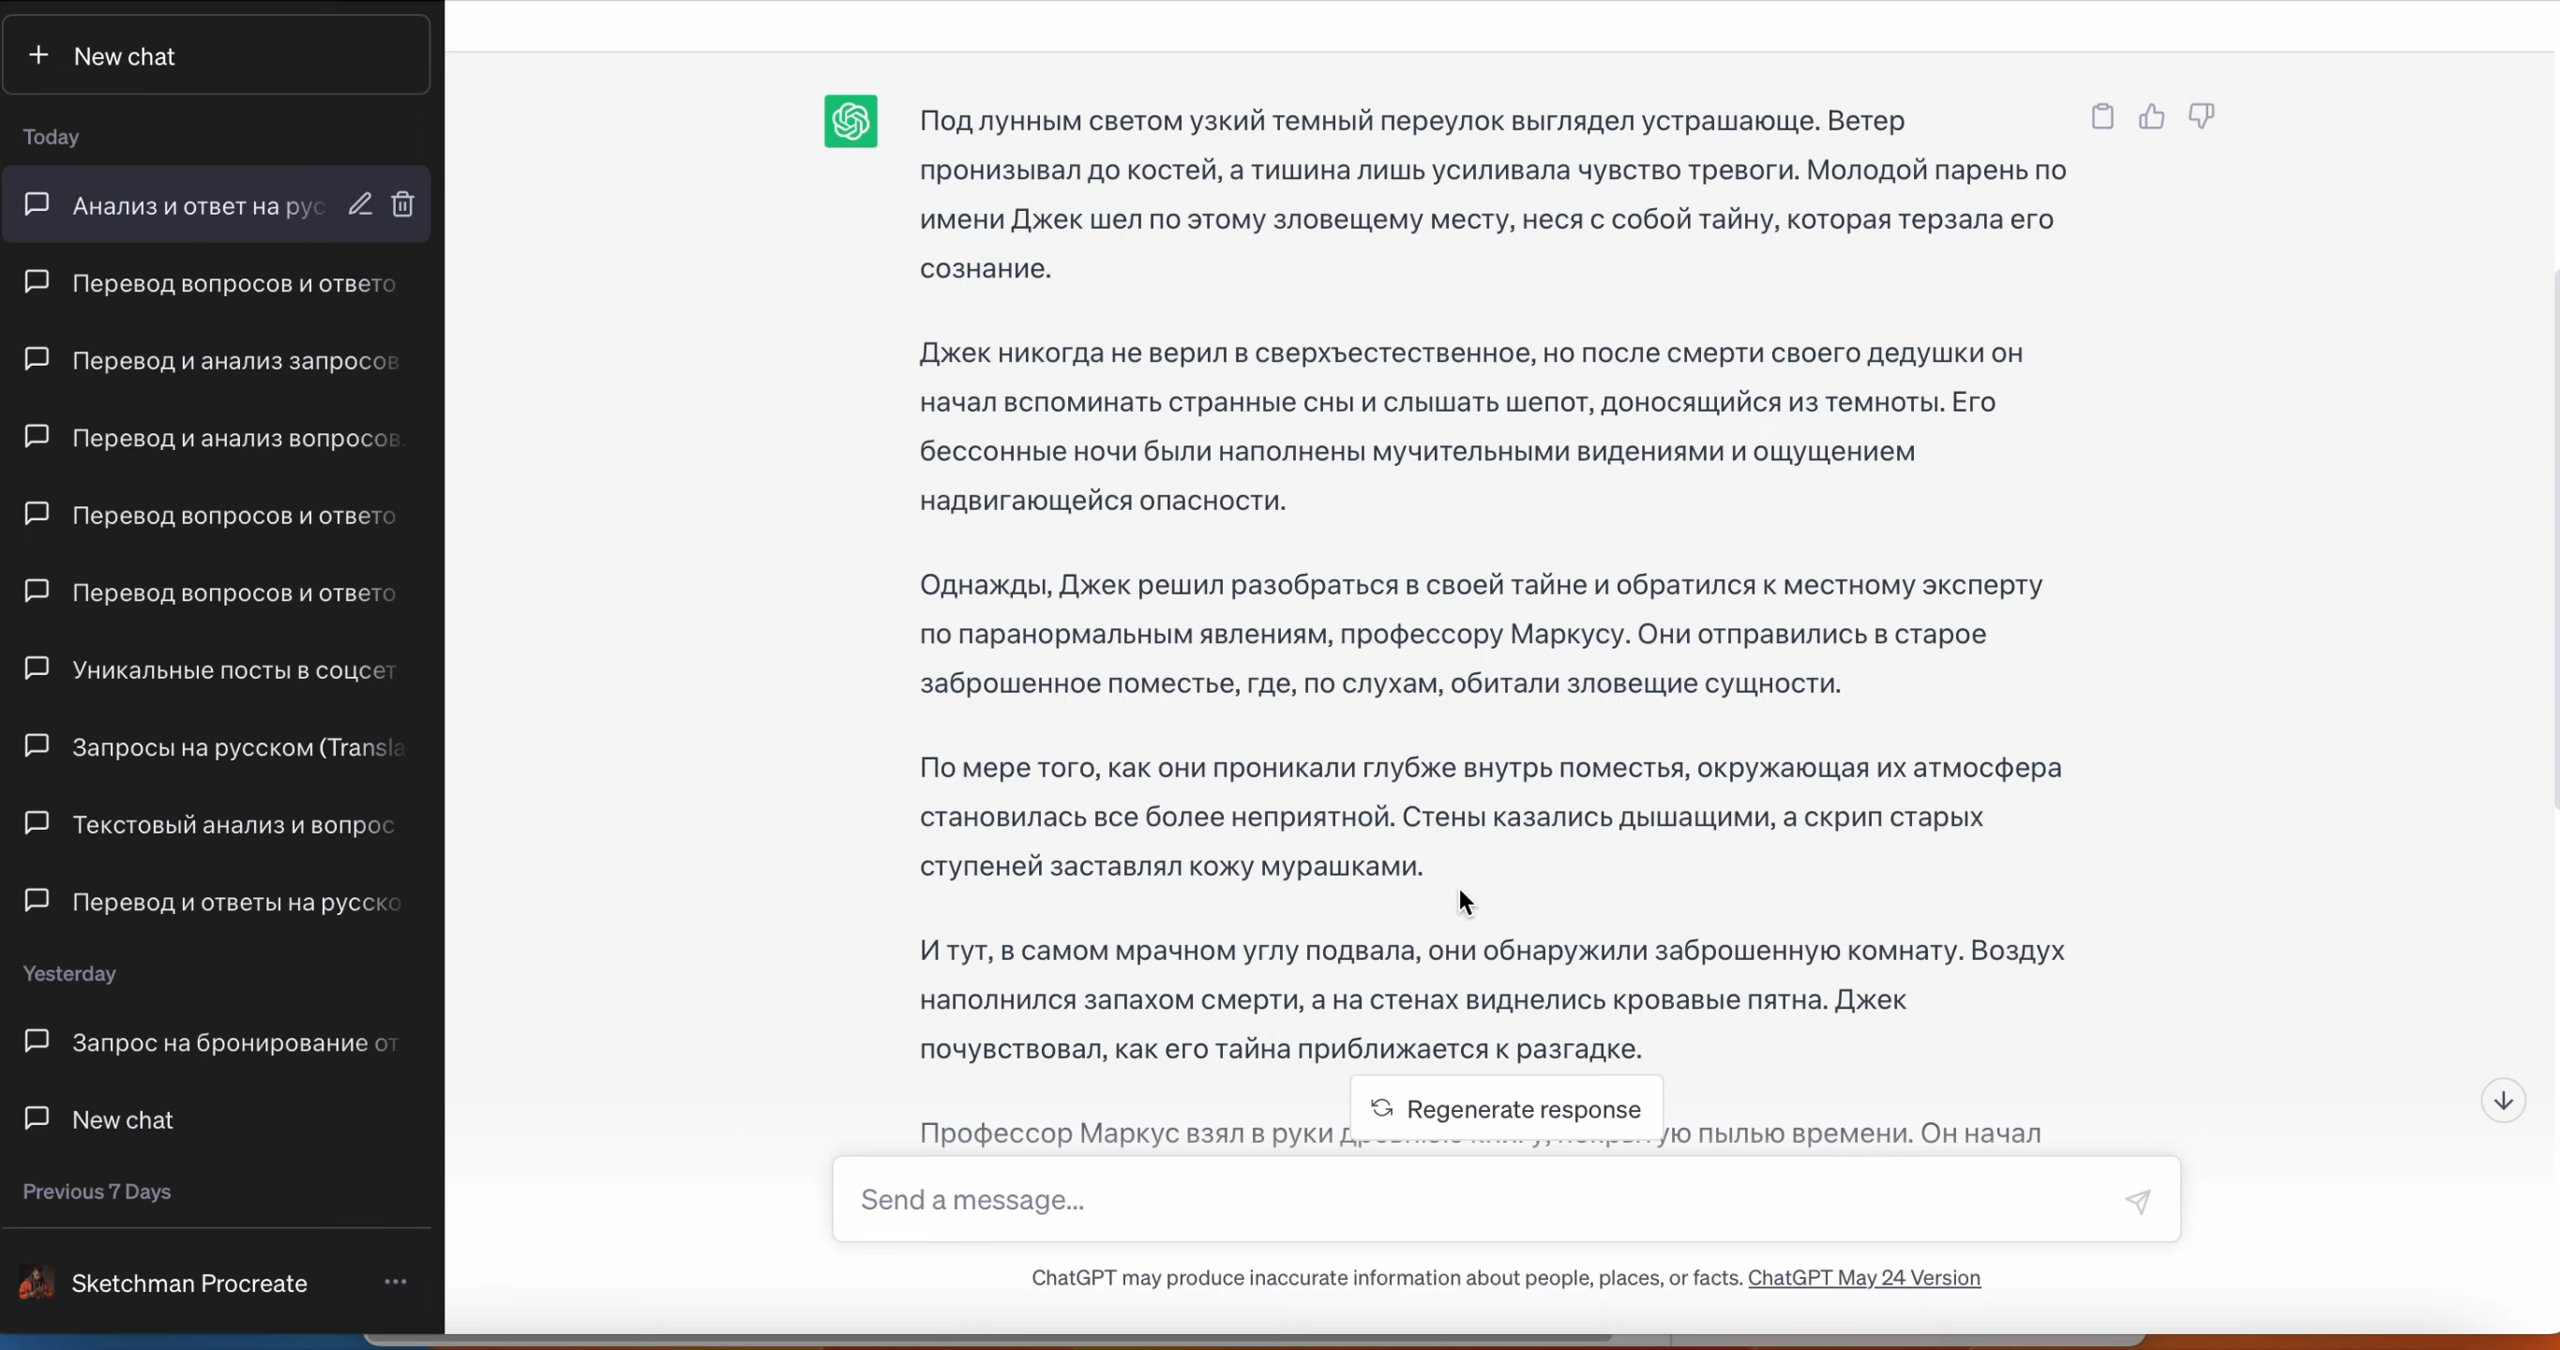 New chat
Today
Анализ и ответ на рус
Перевод вопросов и ответо
Перевод и анализ запросов
Перевод и анализ вопросов.
Перевод вопросов и ответо
Перевод вопросов и ответо
Уникальные посты в соцсет
Запросы на русском (Transla
Текстовый анализ и вопрос
Перевод и ответы на русско
Yesterday
Запрос на бронирование от
New chat
Previous 7 Days
Sketchman Procreate
Под лунным светом узкий темный переулок выглядел устрашающе. Ветер
пронизывал до костей, а тишина лишь усиливала чувство тревоги. Молодой парень по
имени Джек шел по этому зловещему месту, неся с собой тайну, которая терзала его
сознание.
Джек никогда не верил в сверхъестественное, но после смерти своего дедушки он
начал вспоминать странные сны и слышать шепот, доносящийся из темноты. Его
бессонные ночи были наполнены мучительными видениями и ощущением
надвигающейся опасности.
Однажды, Джек решил разобраться в своей тайне и обратился к местному эксперту
по паранормальным явлениям, профессору Маркусу. Они отправились в старое
заброшенное поместье, где, по слухам, обитали зловещие сущности.
По мере того, как они проникали глубже внутрь поместья, окружающая их атмосфера
становилась все более неприятной. Стены казались дышащими, а скрип старых
ступеней заставлял кожу мурашками.
И тут, в самом мрачном углу подвала, они обнаружили заброшенную комнату. Воздух
наполнился запахом смерти, а на стенах виднелись кровавые пятна. Джек
почувствовал, как его тайна приближается к разгадке.
Regenerate response
Профессор Маркус взял в руки пылью времени. Он начал
Send a message...
ChatGPT may produce inaccurate information about people, places, or facts. ChatGPT May 24 Version